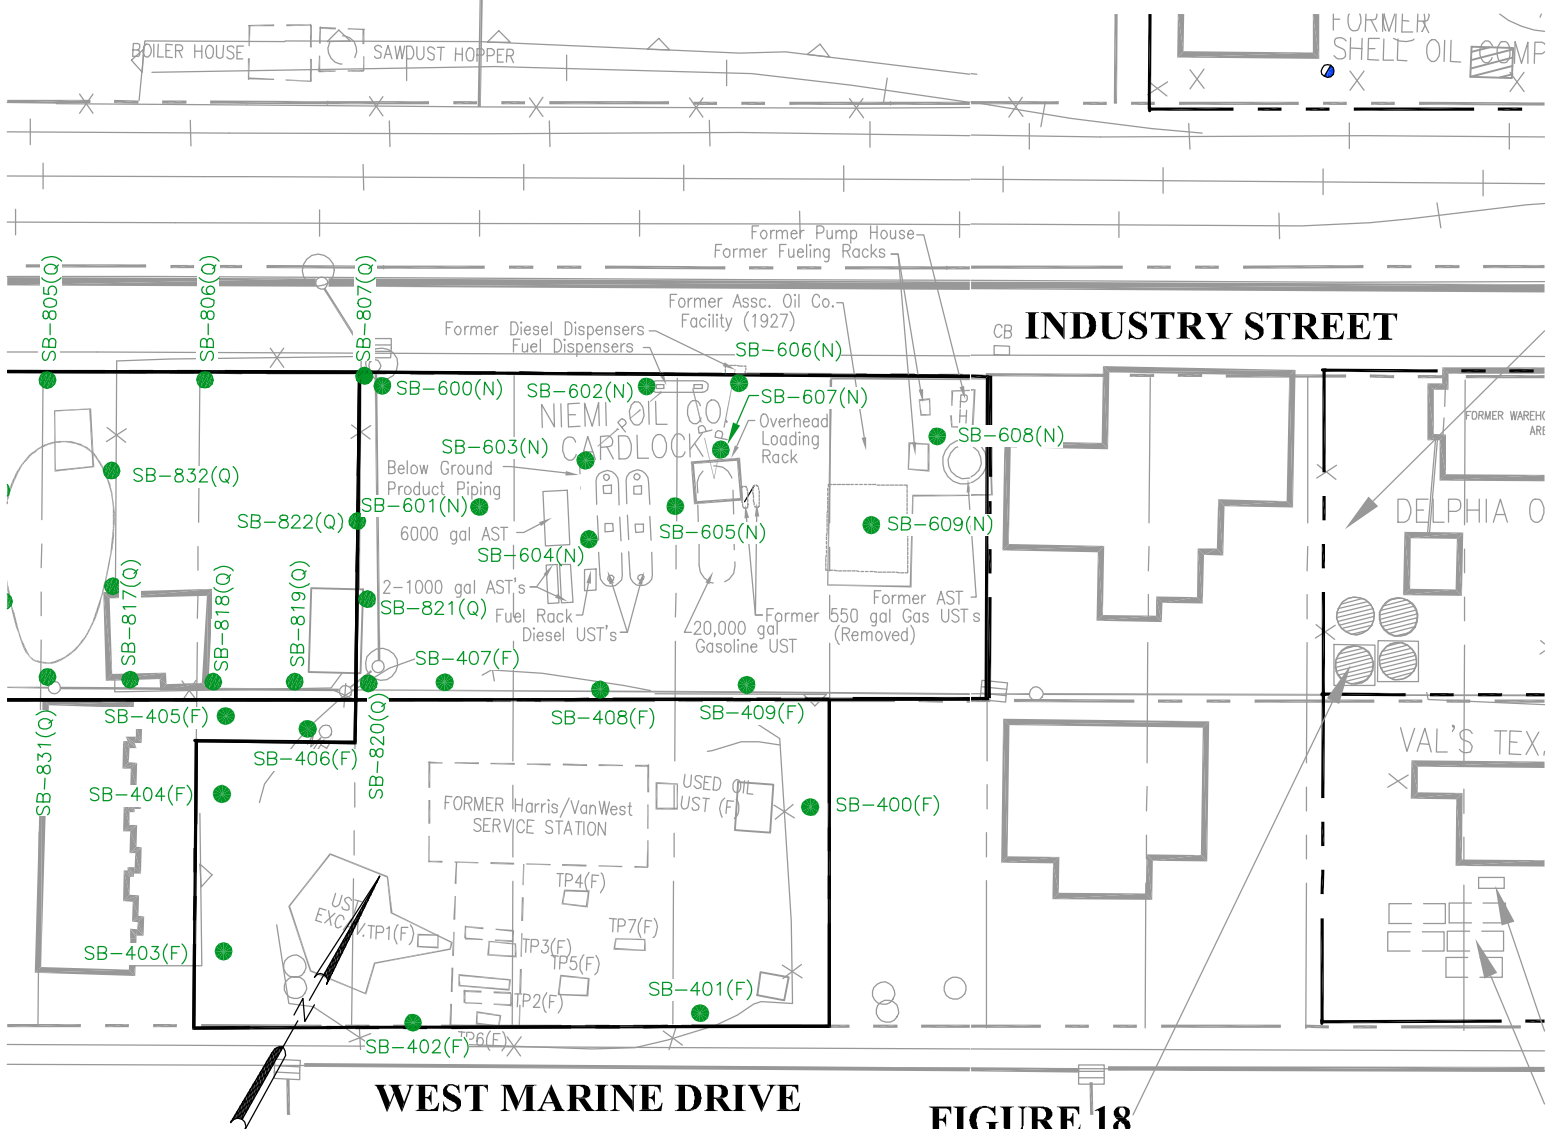 FORMER
SHELL OIL COMP
BOILER HOUSE
SAWDUST HOPPER
Former Pump House
Former Fueling Racks
SB-805(Q)
SB-806(Q)
SB-807(Q)
Former Assc. Oil Co.
Facility (1927)
Former Diesel Dispensers
Fuel Dispensers
CB
INDUSTRY STREET
SB-606(N)
SB-600(N)
SB-602(N)
SB-607(N)
P
H
NIEMI OIL CO.
CARDLOCK
Overhead
Loading
Rack
SB-608(N)
FORMER WAREHO
ARE
SB-603(N)
Below Ground
Product Piping
SB-832(Q)
SB-601(N)
SB-822(Q)
6000 gal AST
SB-605(N)
SB-609(N)
DELPHIA O
SB-604(N)
SB-817(Q)
SB-818(Q)
SB-819(Q)
2-1000 gal AST's
SB-821(Q)
Fuel Rack
Diesel UST's
20,000 gal
Gasoline UST
Former AST
Former 550 gal Gas USTs
(Removed)
SB-407(F)
SB-831(Q)
SB-405(F)
SB-406(F)
SB-820(Q)
SB-408(F)
SB-409(F)
VAL'S TEXA
SB-404(F)
FORMER Harris/VanWest
SERVICE STATION
USED OIL
UST (F)
SB-400(F)
TP4(F)
UST
EXCAV.
TP1(F)
TP7(F)
TP3(F)
SB-403(F)
TP5(F)
SB-401(F)
TP2(F)
N
SB-402(F)
TP6(F)
WEST MARINE DRIVE
FIGURE 18